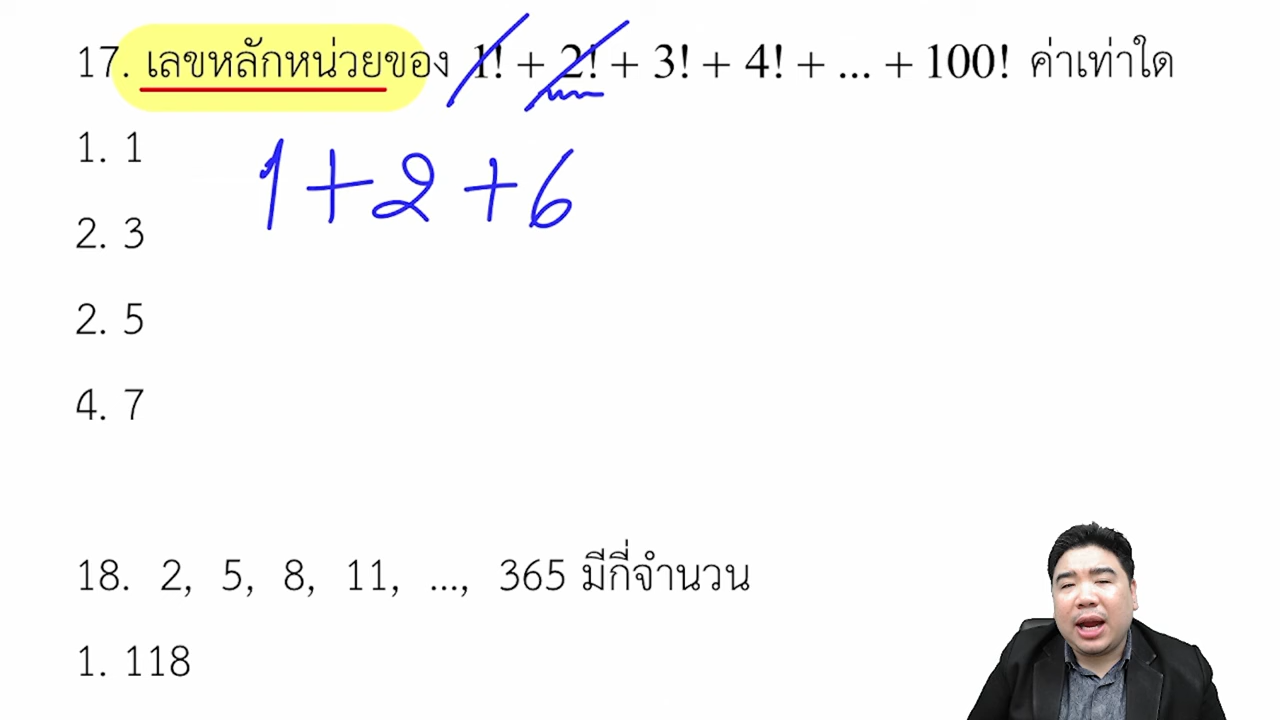 17. เลขหลักหน่วยของ 1! + 2! + 3! + 4! + ... + 100! ค่าเท่าใด
1. 1
1 + 2 + 6
2. 3
2. 5
4. 7
18. 2, 5, 8, 11, ..., 365 มีกี่จำนวน
1. 118